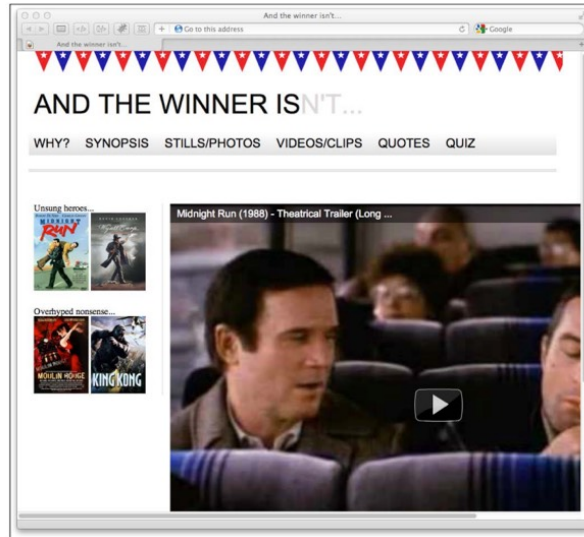 And the winner isn't...
Go to this address
Google
And the winner isn't...
AND THE WINNER ISN'T...
WHY? SYNOPSIS STILLS/PHOTOS VIDEOS/CLIPS QUOTES QUIZ
Unsung heroes...
MIDNIGHT
RUN
Overhyped nonsense...
MOULIN ROUGE
KING KONG
Midnight Run (1988) - Theatrical Trailer (Long ...